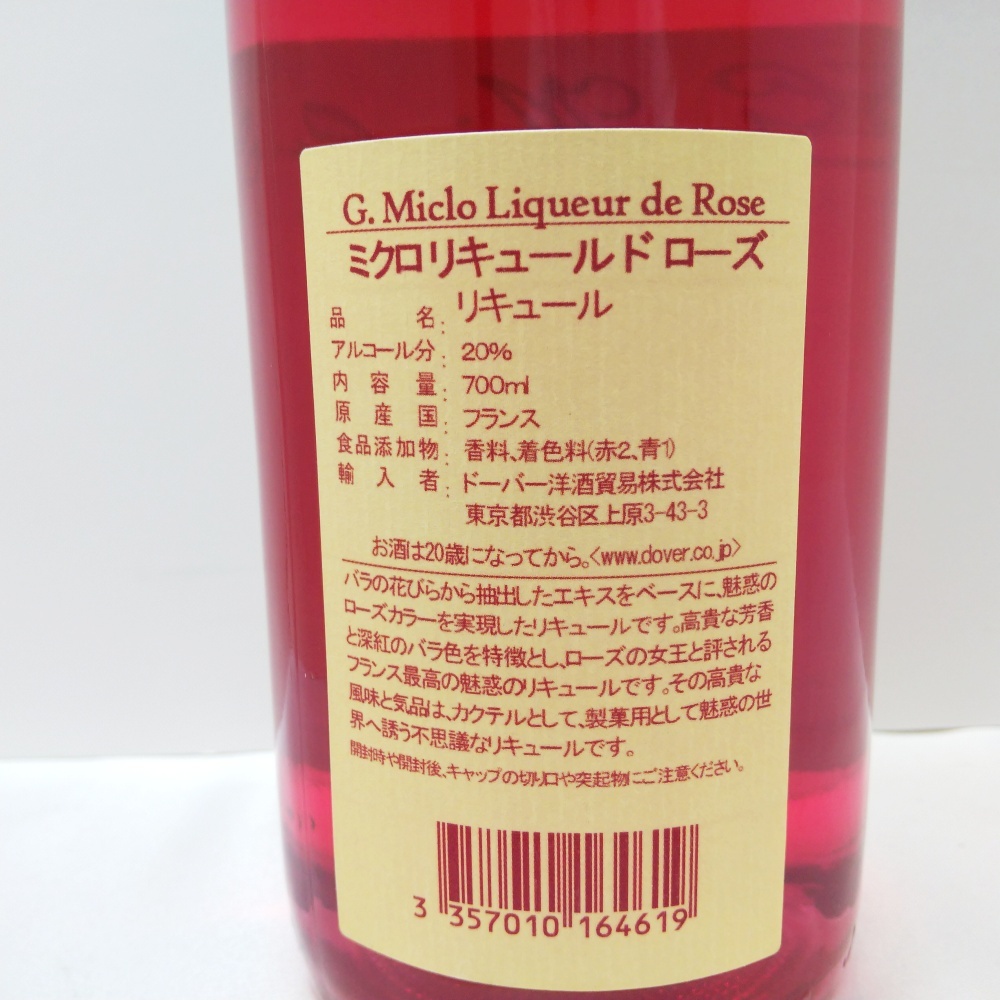 G. Miclo Liqueur de Rose
ミクロリキュールド ローズ
品名: リキュール
アルコール分: 20%
内容量: 700ml
原産国: フランス
食品添加物: 香料、着色料(赤2、青1)
輸入者: ドーバー洋酒貿易株式会社
東京都渋谷区上原3-43-3
お酒は20歳になってから。<www.dover.co.jp>
バラの花びらから抽出したエキスをベースに、魅惑の
ローズカラーを実現したリキュールです。高貴な芳香
と深紅のバラ色を特徴とし、ローズの女王と評される
フランス最高の魅惑のリキュールです。その高貴な
風味と気品は、カクテルとして、製菓用として魅惑の世
界へ誘う不思議なリキュールです。
開封時や開封後、キャップの切り口や突起物にご注意ください。
3 357010 164619